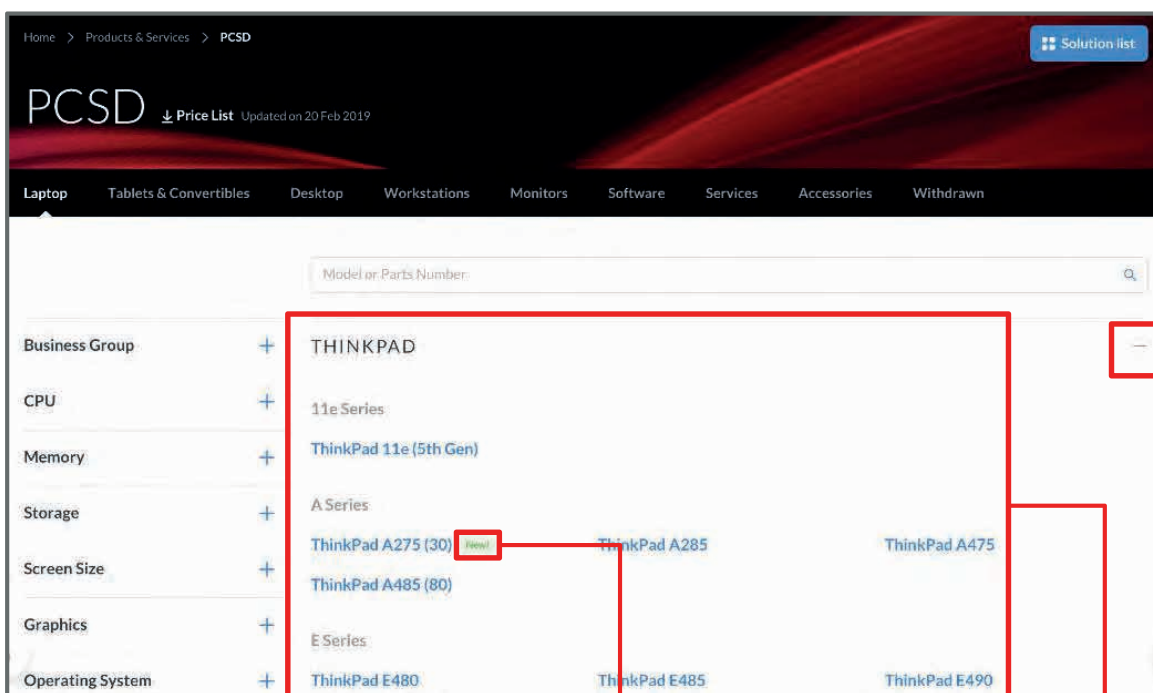 Home > Products & Services > PCSD
Solution list
PCSD Price List Updated on 20 Feb 2019
Laptop Tablets & Convertibles Desktop Workstations Monitors Software Services Accessories Withdrawn
Model or Parts Number
Business Group +
THINKPAD −
CPU +
11e Series
ThinkPad 11e (5th Gen)
Memory +
A Series
Storage +
ThinkPad A275 (30) New! ThinkPad A285 ThinkPad A475
Screen Size +
ThinkPad A485 (80)
Graphics +
E Series
Operating System +
ThinkPad E480 ThinkPad E485 ThinkPad E490